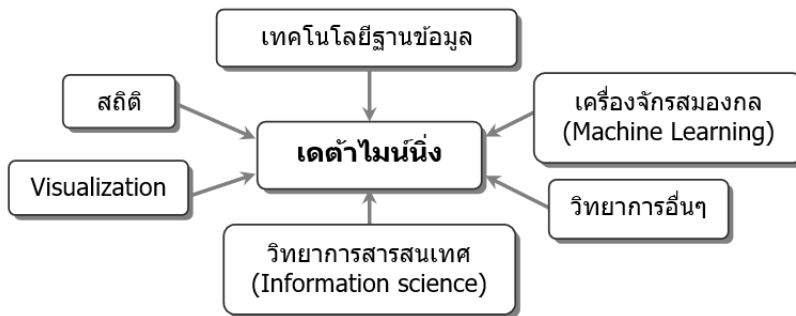 เทคโนโลยีฐานข้อมูล
สถิติ
เครื่องจักรสมองกล
(Machine Learning)
เดต้าไมน์นิ่ง
Visualization
วิทยาการอื่นๆ
วิทยาการสารสนเทศ
(Information science)